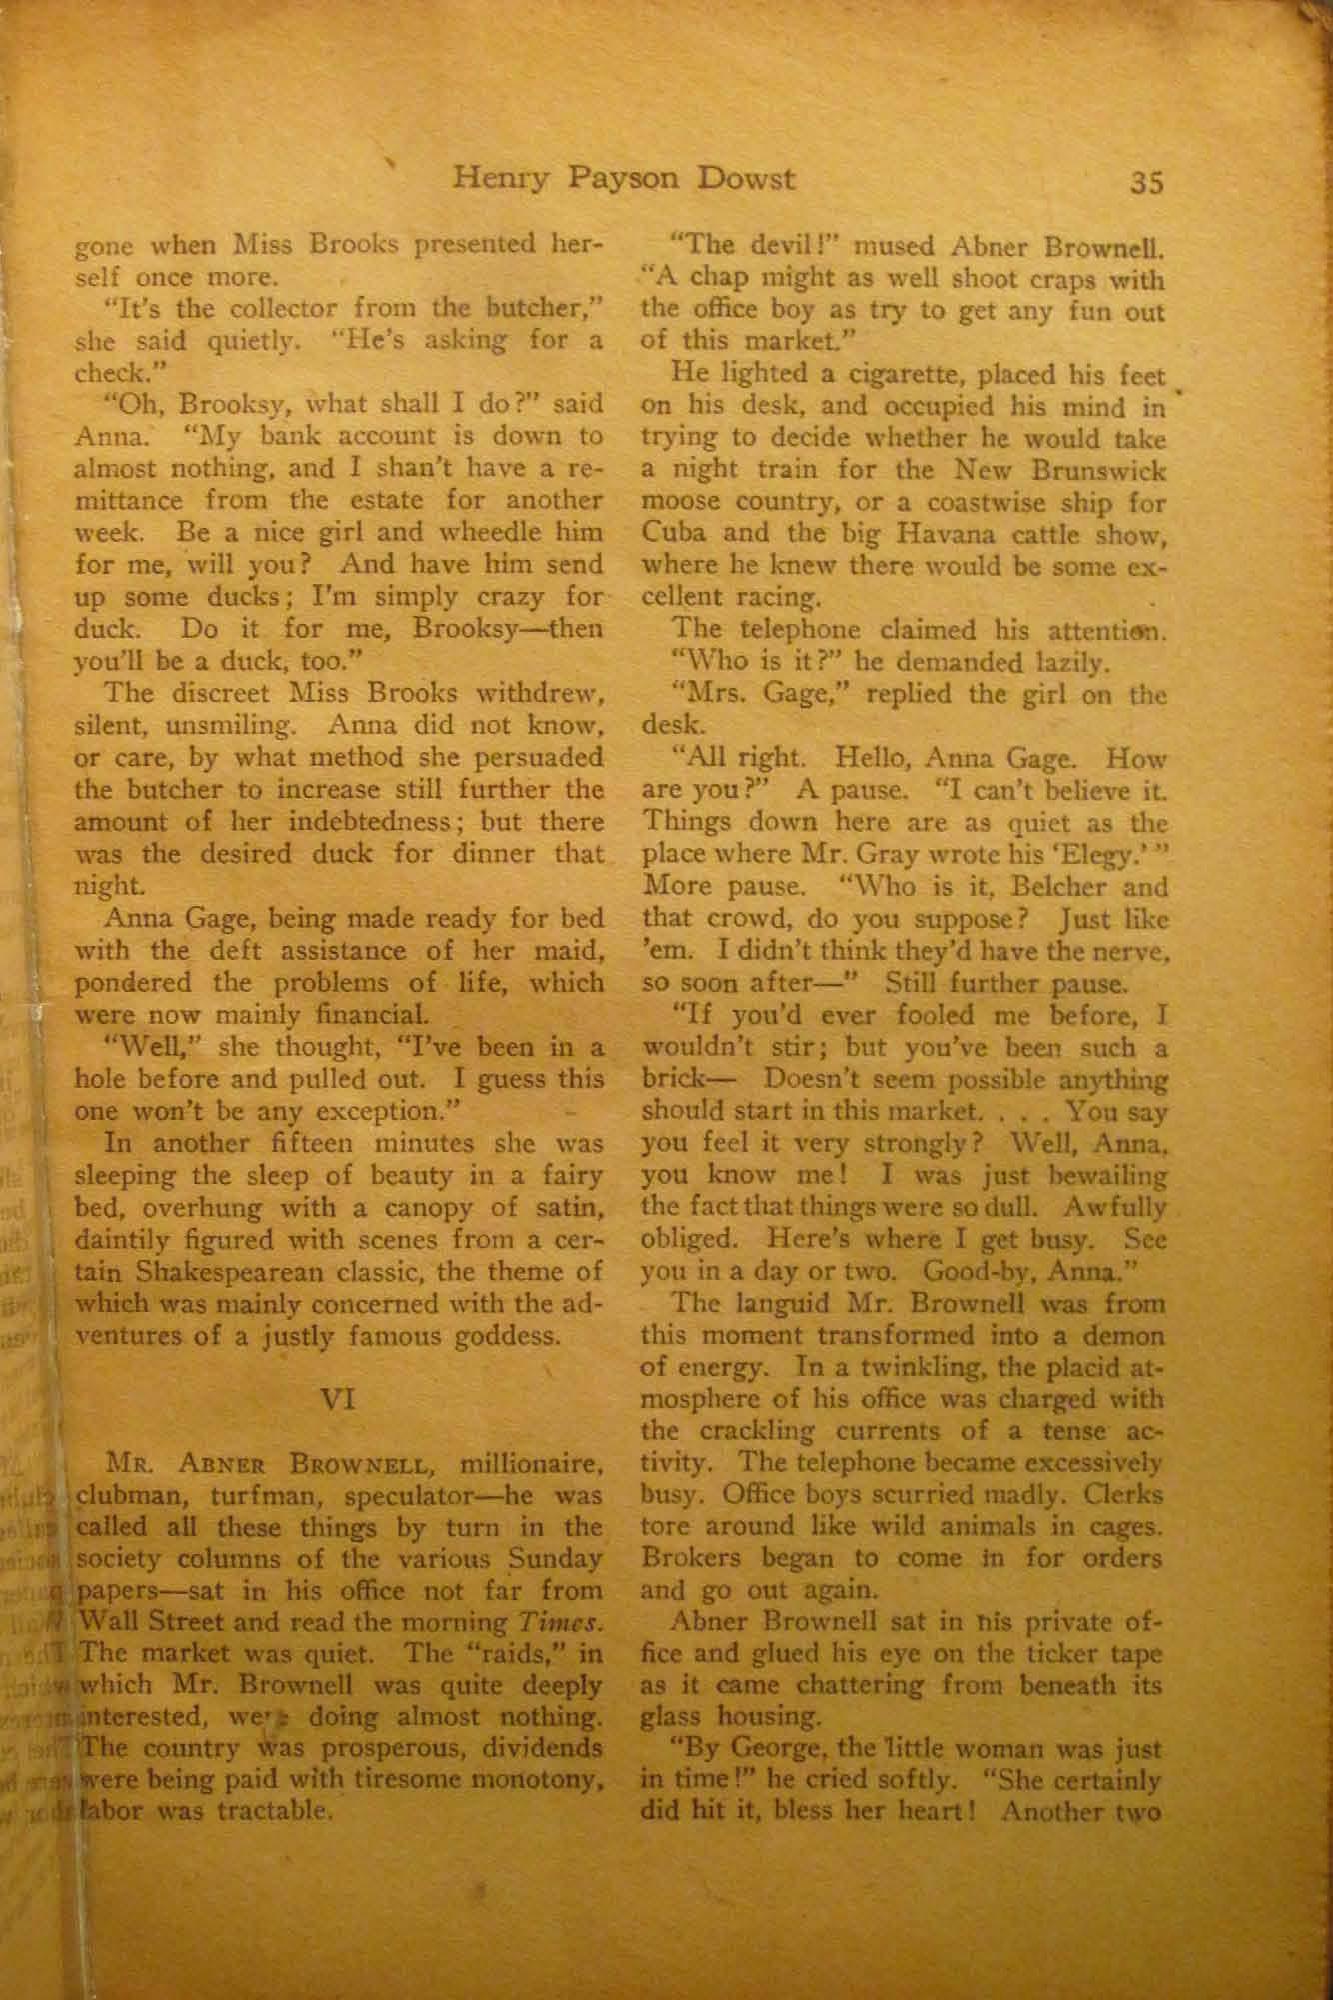 Henry Payson Dowst
35
gone when Miss Brooks presented her-
self once more.
“It’s the collector from the butcher,”
she said quietly. “He’s asking for a
check.”
“Oh, Brooksy, what shall I do?” said
Anna. “My bank account is down to
almost nothing, and I shan’t have a re-
mittance from the estate for another
week. Be a nice girl and wheedle him
for me, will you? And have him send
up some ducks; I’m simply crazy for
duck. Do it for me, Brooksy—then
you’ll be a duck, too.”
The discreet Miss Brooks withdrew,
silent, unsmiling. Anna did not know,
or care, by what method she persuaded
the butcher to increase still further the
amount of her indebtedness; but there
was the desired duck for dinner that
night.
Anna Gage, being made ready for bed
with the deft assistance of her maid,
pondered the problems of life, which
were now mainly financial.
“Well,” she thought, “I’ve been in a
hole before and pulled out. I guess this
one won’t be any exception.”
In another fifteen minutes she was
sleeping the sleep of beauty in a fairy
bed, overhung with a canopy of satin,
daintily figured with scenes from a cer-
tain Shakespearean classic, the theme of
which was mainly concerned with the ad-
ventures of a justly famous goddess.
VI
MR. ABNER BROWNELL, millionaire,
clubman, turfman, speculator—he was
called all these things by turn in the
society columns of the various Sunday
papers—sat in his office not far from
Wall Street and read the morning Times.
The market was quiet. The “raids,” in
which Mr. Brownell was quite deeply
interested, were doing almost nothing.
The country was prosperous, dividends
were being paid with tiresome monotony,
labor was tractable.
“The devil!” mused Abner Brownell.
“A chap might as well shoot craps with
the office boy as try to get any fun out
of this market.”
He lighted a cigarette, placed his feet
on his desk, and occupied his mind in
trying to decide whether he would take
a night train for the New Brunswick
moose country, or a coastwise ship for
Cuba and the big Havana cattle show,
where he knew there would be some ex-
cellent racing.
The telephone claimed his attention.
“Who is it?” he demanded lazily.
“Mrs. Gage,” replied the girl on the
desk.
“All right. Hello, Anna Gage. How
are you?” A pause. “I can’t believe it.
Things down here are as quiet as the
place where Mr. Gray wrote his ‘Elegy.’”
More pause. “Who is it, Belcher and
that crowd, do you suppose? Just like
’em. I didn’t think they’d have the nerve,
so soon after—” Still further pause.
“If you’d ever fooled me before, I
wouldn’t stir; but you’ve been such a
brick— Doesn’t seem possible anything
should start in this market. . . . You say
you feel it very strongly? Well, Anna,
you know me! I was just bewailing
the fact that things were so dull. Awfully
obliged. Here’s where I get busy. See
you in a day or two. Good-by, Anna.”
The languid Mr. Brownell was from
this moment transformed into a demon
of energy. In a twinkling, the placid at-
mosphere of his office was charged with
the crackling currents of a tense ac-
tivity. The telephone became excessively
busy. Office boys scurried madly. Clerks
tore around like wild animals in cages.
Brokers began to come in for orders
and go out again.
Abner Brownell sat in his private of-
fice and glued his eye on the ticker tape
as it came chattering from beneath its
glass housing.
“By George, the little woman was just
in time!” he cried softly. “She certainly
did hit it, bless her heart! Another two